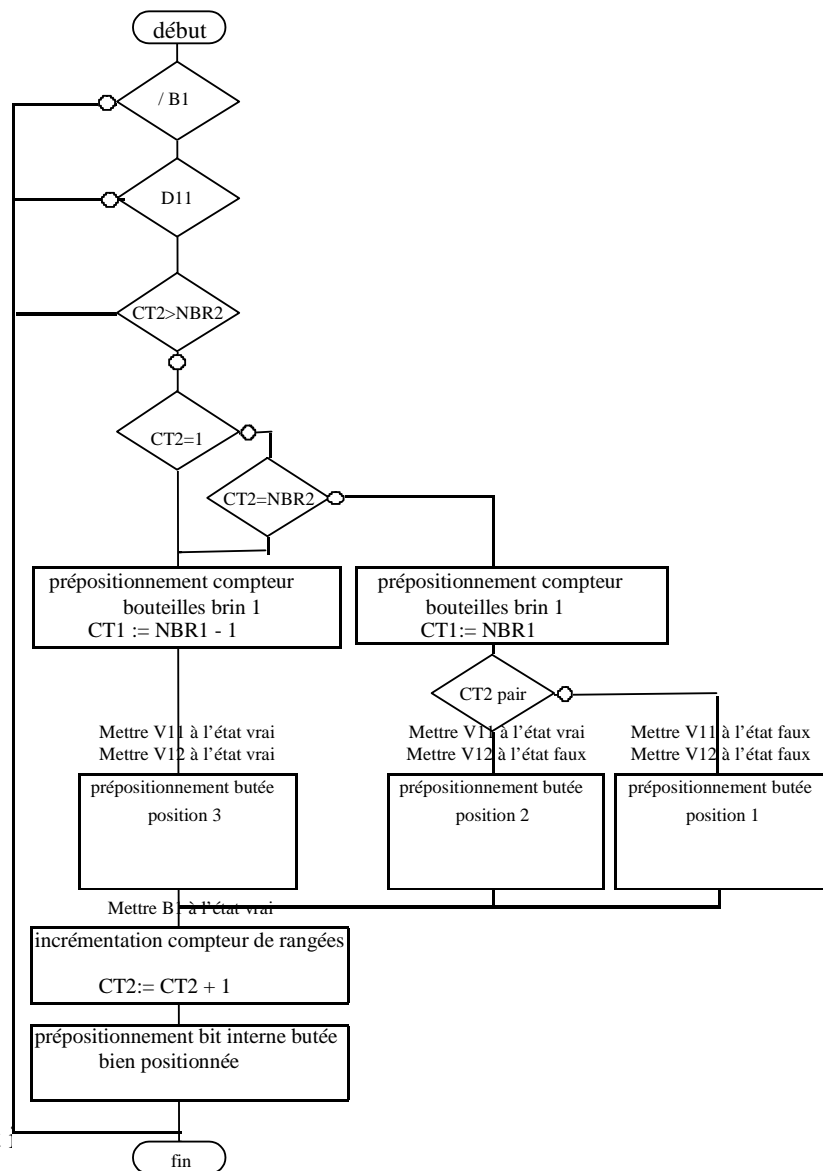 début
/ B1
D11
CT2>NBR2
CT2=1
CT2=NBR2
prépositionnement compteur
bouteilles brin 1
CT1 := NBR1 - 1
prépositionnement compteur
bouteilles brin 1
CT1:= NBR1
CT2 pair
Mettre V11 à l'état vrai
Mettre V12 à l'état vrai
Mettre V11 à l'état vrai
Mettre V12 à l'état faux
Mettre V11 à l'état faux
Mettre V12 à l'état faux
prépositionnement butée
position 3
prépositionnement butée
position 2
prépositionnement butée
position 1
Mettre B1 à l'état vrai
incrémentation compteur de rangées
CT2:= CT2 + 1
prépositionnement bit interne butée
bien positionnée
fin